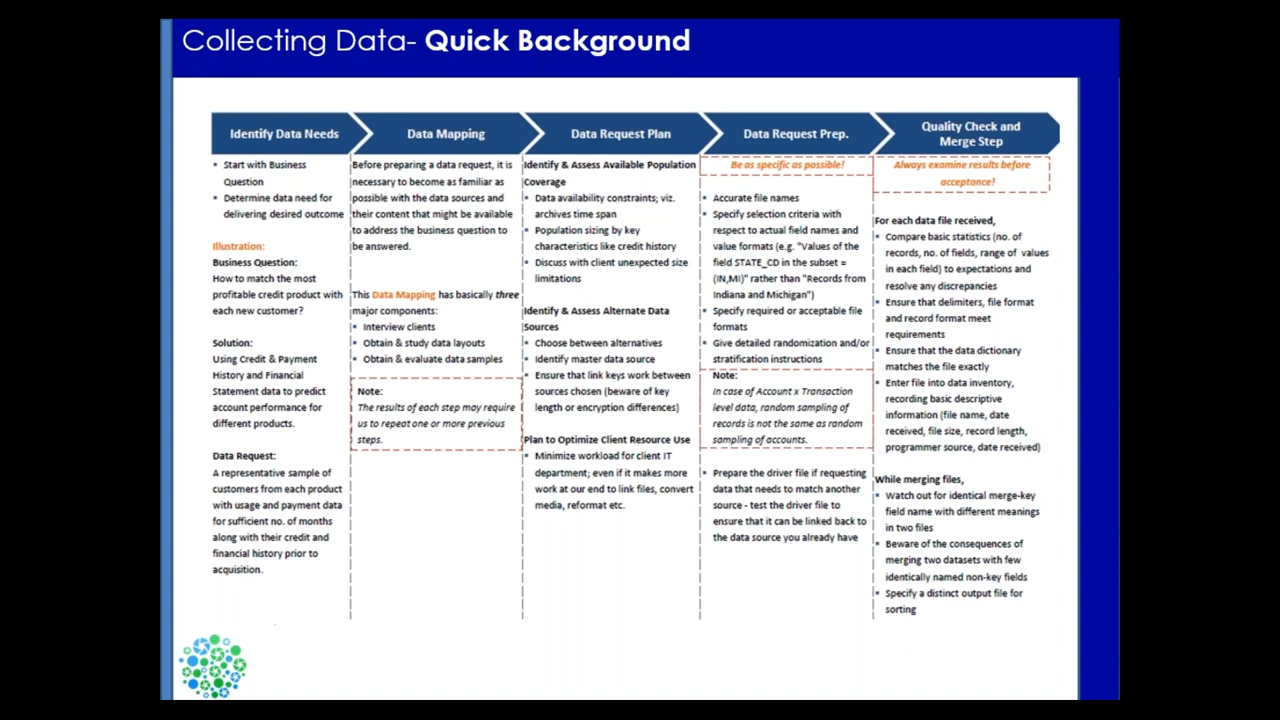 Collecting Data- Quick Background
Identify Data Needs
▪ Start with Business
Question
▪ Determine data need for
delivering desired outcome
Illustration:
Business Question:
How to match the most
profitable credit product with
each new customer?
Solution:
Using Credit & Payment
History and Financial
Statement data to predict
account performance for
different products.
Data Request:
A representative sample of
customers from each product
with usage and payment data
for sufficient no. of months
along with their credit and
financial history prior to
acquisition.
Data Mapping
Before preparing a data request, it is
necessary to become as familiar as
possible with the data sources and
their content that might be available
to address the business question to
be answered.
This Data Mapping has basically three
major components:
▪ Interview clients
▪ Obtain & study data layouts
▪ Obtain & evaluate data samples
Note:
The results of each step may require
us to repeat one or more previous
steps.
Data Request Plan
Identify & Assess Available Population
Coverage
▪ Data availability constraints; viz.
archives time span
▪ Population sizing by key
characteristics like credit history
▪ Discuss with client unexpected size
limitations
Identify & Assess Alternate Data
Sources
▪ Choose between alternatives
▪ Identify master data source
▪ Ensure that link keys work between
sources chosen (beware of key
length or encryption differences)
Plan to Optimize Client Resource Use
▪ Minimize workload for client IT
department; even if it makes more
work at our end to link files, convert
media, reformat etc.
Data Request Prep.
Be as specific as possible!
▪ Accurate file names
▪ Specify selection criteria with
respect to actual field names and
value formats (e.g. "Values of the
field STATE_CD in the subset =
(IN,MI)" rather than "Records from
Indiana and Michigan")
▪ Specify required or acceptable file
formats
▪ Give detailed randomization and/or
stratification instructions
Note:
In case of Account x Transaction
level data, random sampling of
records is not the same as random
sampling of accounts.
▪ Prepare the driver file if requesting
data that needs to match another
source - test the driver file to
ensure that it can be linked back to
the data source you already have
Quality Check and
Merge Step
Always examine results before
acceptance!
For each data file received,
▪ Compare basic statistics (no. of
records, no. of fields, range of values
in each field) to expectations and
resolve any discrepancies
▪ Ensure that delimiters, file format
and record format meet
requirements
▪ Ensure that the data dictionary
matches the file exactly
▪ Enter file into data inventory,
recording basic descriptive
information (file name, date
received, file size, record length,
programmer source, date received)
While merging files,
▪ Watch out for identical merge-key
field name with different meanings
in two files
▪ Beware of the consequences of
merging two datasets with few
identically named non-key fields
▪ Specify a distinct output file for
sorting